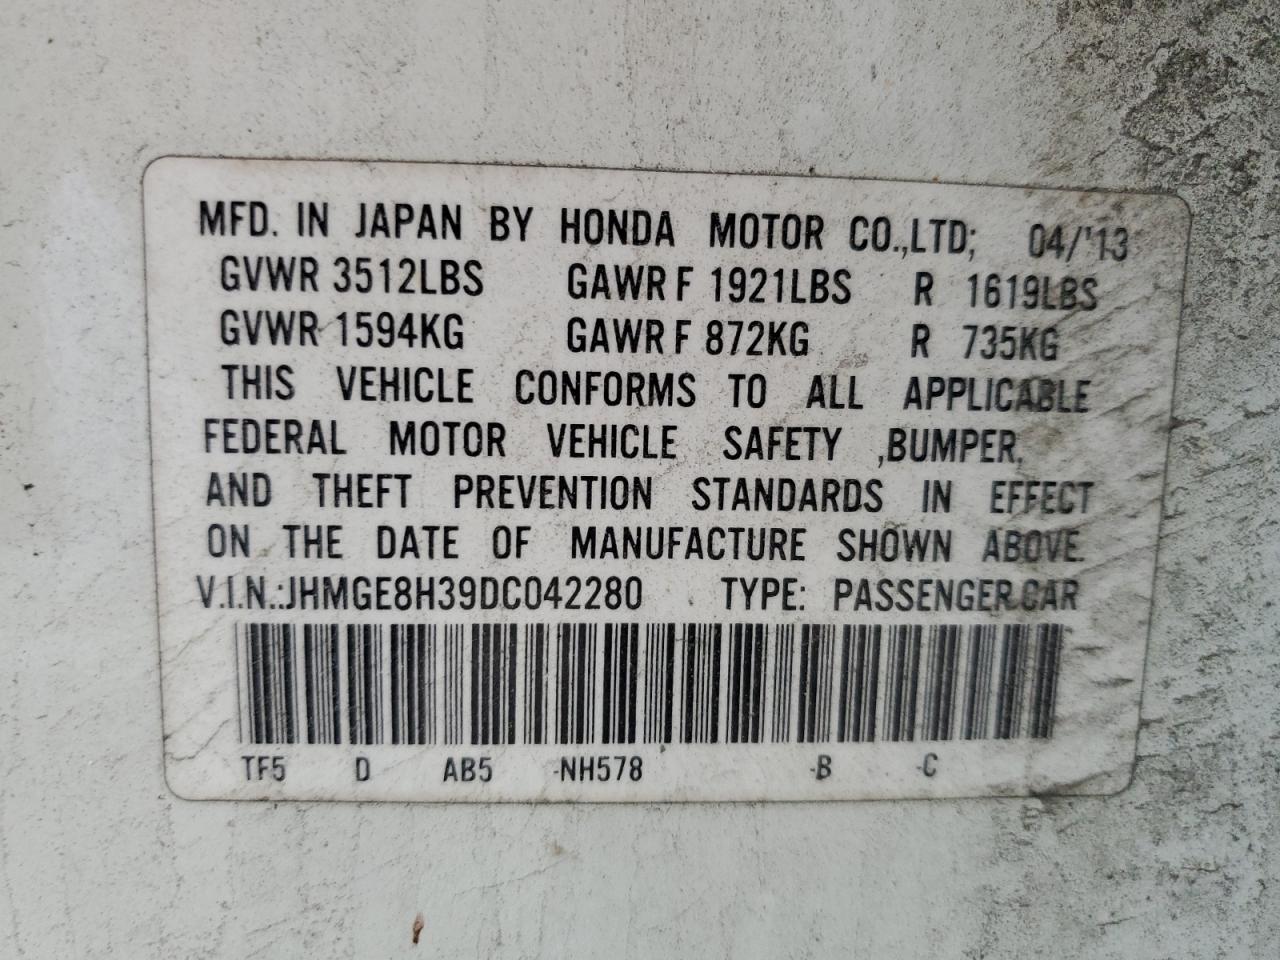 MFD. IN JAPAN BY HONDA MOTOR CO.,LTD; 04/'13
GVWR 3512LBS GAWR F 1921LBS R 1619LBS
GVWR 1594KG GAWR F 872KG R 735KG
THIS VEHICLE CONFORMS TO ALL APPLICABLE
FEDERAL MOTOR VEHICLE SAFETY ,BUMPER,
AND THEFT PREVENTION STANDARDS IN EFFECT
ON THE DATE OF MANUFACTURE SHOWN ABOVE.
V.I.N.:JHMGE8H39DC042280 TYPE: PASSENGER CAR
TF5 D AB5 -NH578 -B -C